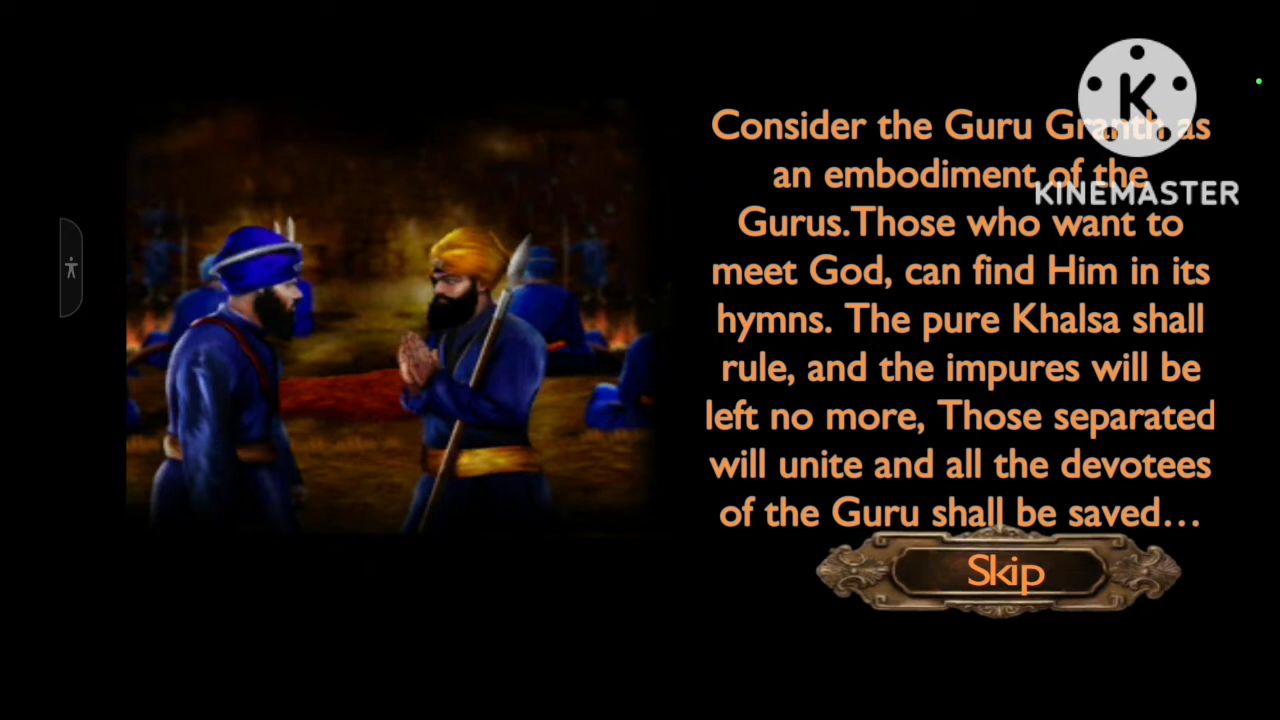 Consider the Guru Granth as
an embodiment of the
Gurus.Those who want to
meet God, can find Him in its
hymns. The pure Khalsa shall
rule, and the impures will be
left no more, Those separated
will unite and all the devotees
of the Guru shall be saved...
Skip
K
KINEMASTER